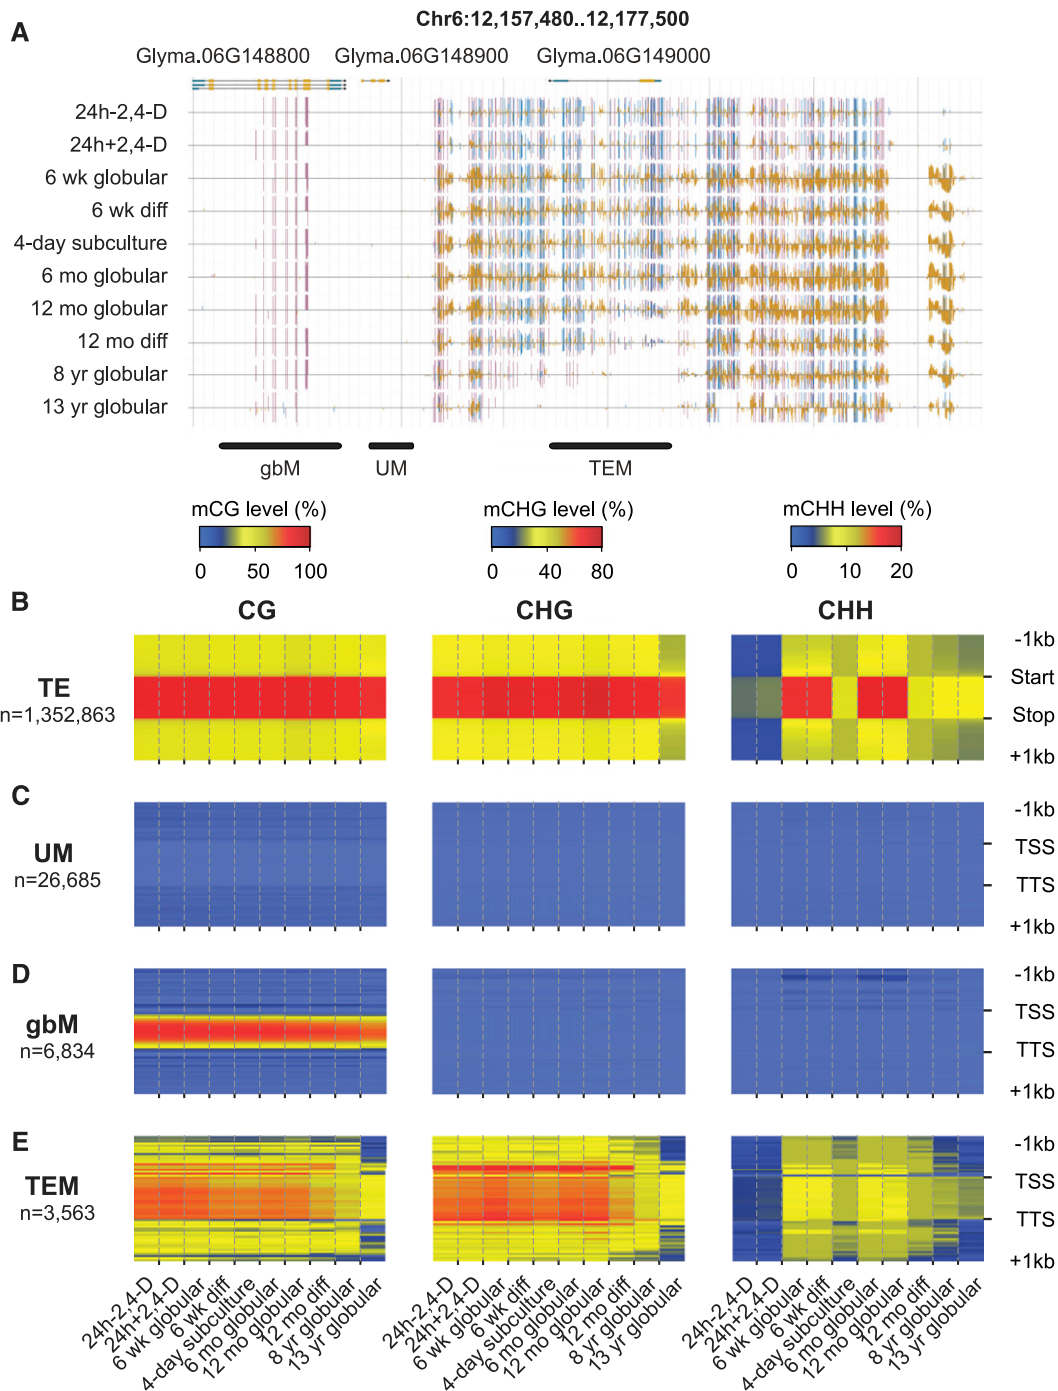 Chr6:12,157,480..12,177,500
A
Glyma.06G148800 Glyma.06G148900 Glyma.06G149000
24h-2,4-D
24h+2,4-D
6 wk globular
6 wk diff
4-day subculture
6 mo globular
12 mo globular
12 mo diff
8 yr globular
13 yr globular
gbM UM TEM
mCG level (%) mCHG level (%) mCHH level (%)
0 50 100 0 40 80 0 10 20
B
CG CHG CHH
TE
n=1,352,863
-1kb
Start
Stop
+1kb
C
UM
n=26,685
-1kb
TSS
TTS
+1kb
D
gbM
n=6,834
-1kb
TSS
TTS
+1kb
E
TEM
n=3,563
-1kb
TSS
TTS
+1kb
24h-2,4-D
24h+2,4-D
6 wk globular
6 wk diff
4-day subculture
6 mo globular
12 mo globular
12 mo diff
8 yr globular
13 yr globular
24h-2,4-D
24h+2,4-D
6 wk globular
6 wk diff
4-day subculture
6 mo globular
12 mo globular
12 mo diff
8 yr globular
13 yr globular
24h-2,4-D
24h+2,4-D
6 wk globular
6 wk diff
4-day subculture
6 mo globular
12 mo globular
12 mo diff
8 yr globular
13 yr globular